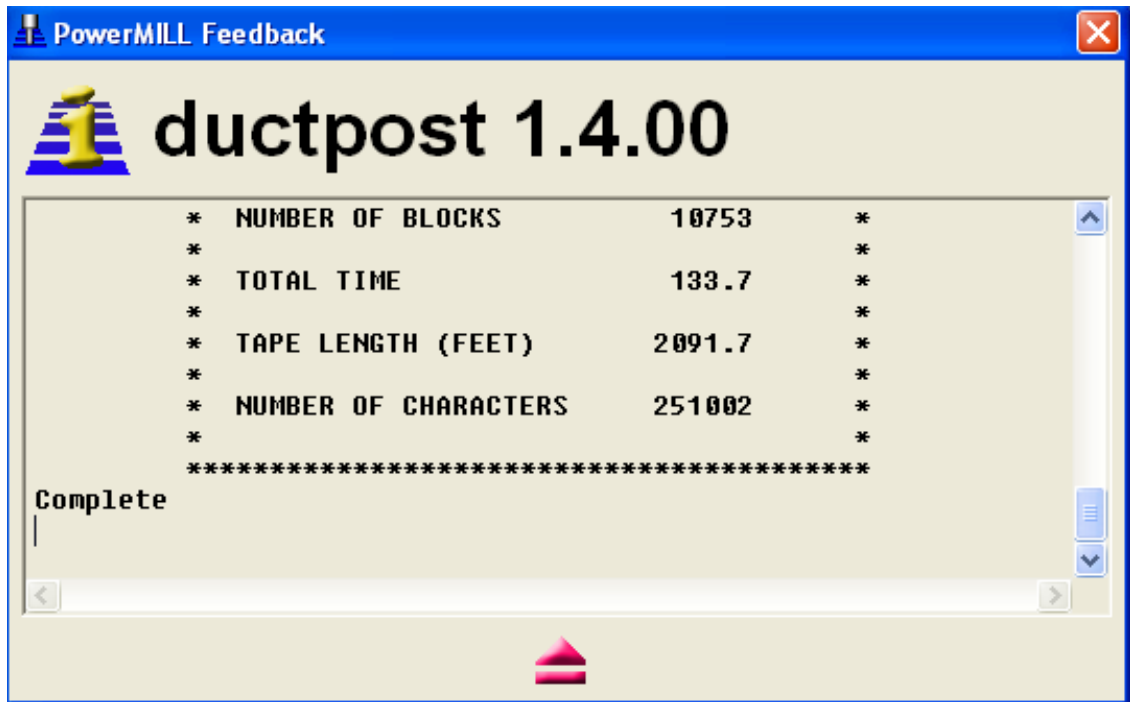 PowerMILL Feedback
ductpost 1.4.00
* NUMBER OF BLOCKS 10753 *
* *
* TOTAL TIME 133.7 *
* *
* TAPE LENGTH (FEET) 2091.7 *
* *
* NUMBER OF CHARACTERS 251002 *
* *
*****************************************
Complete